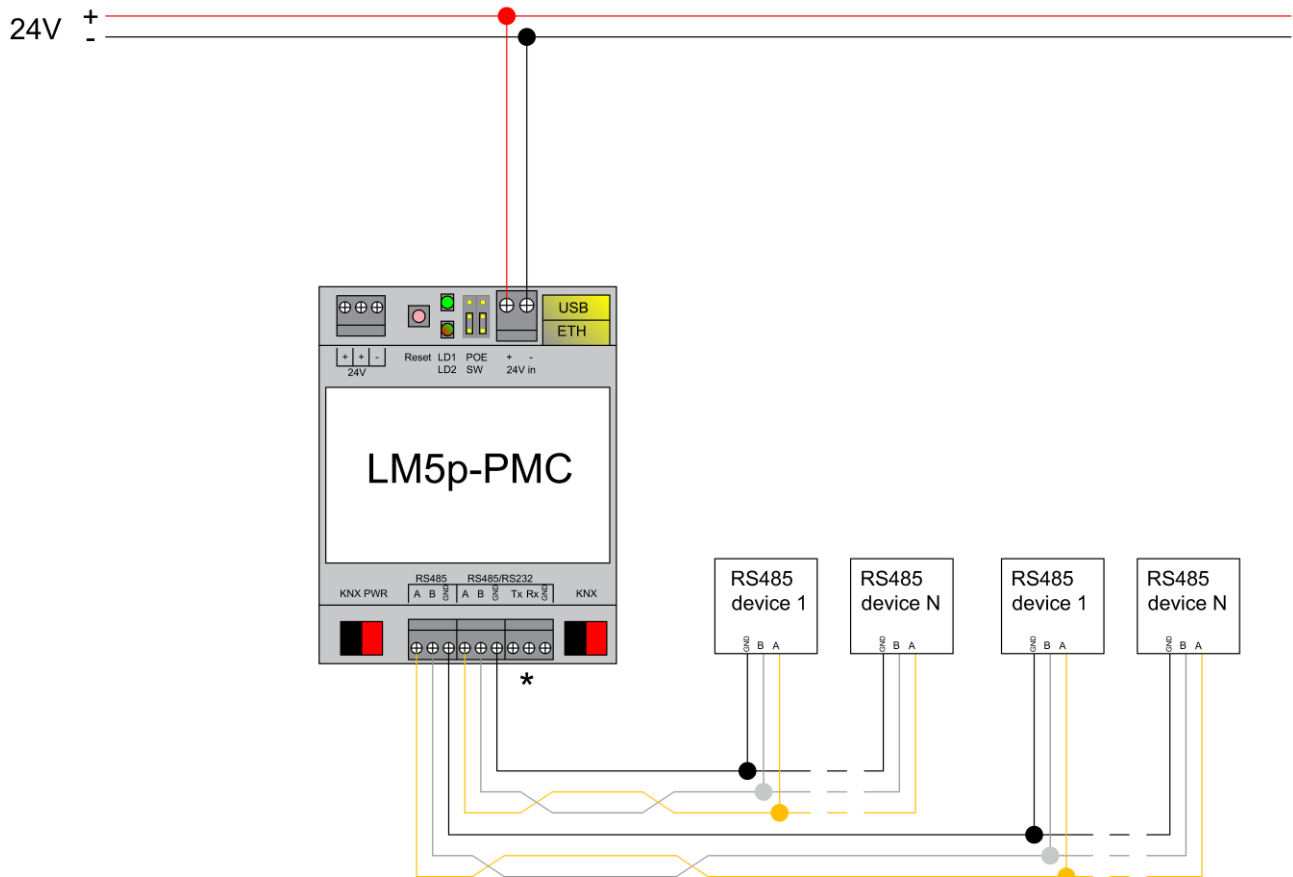 24V
+
-
USB
ETH
+ + -
24V
Reset LD1 POE + -
LD2 SW 24V in
LM5p-PMC
RS485 RS485/RS232
KNX PWR A B GND A B GND Tx Rx GND KNX
*
RS485
device 1
GND B A
RS485
device N
GND B A
RS485
device 1
GND B A
RS485
device N
GND B A